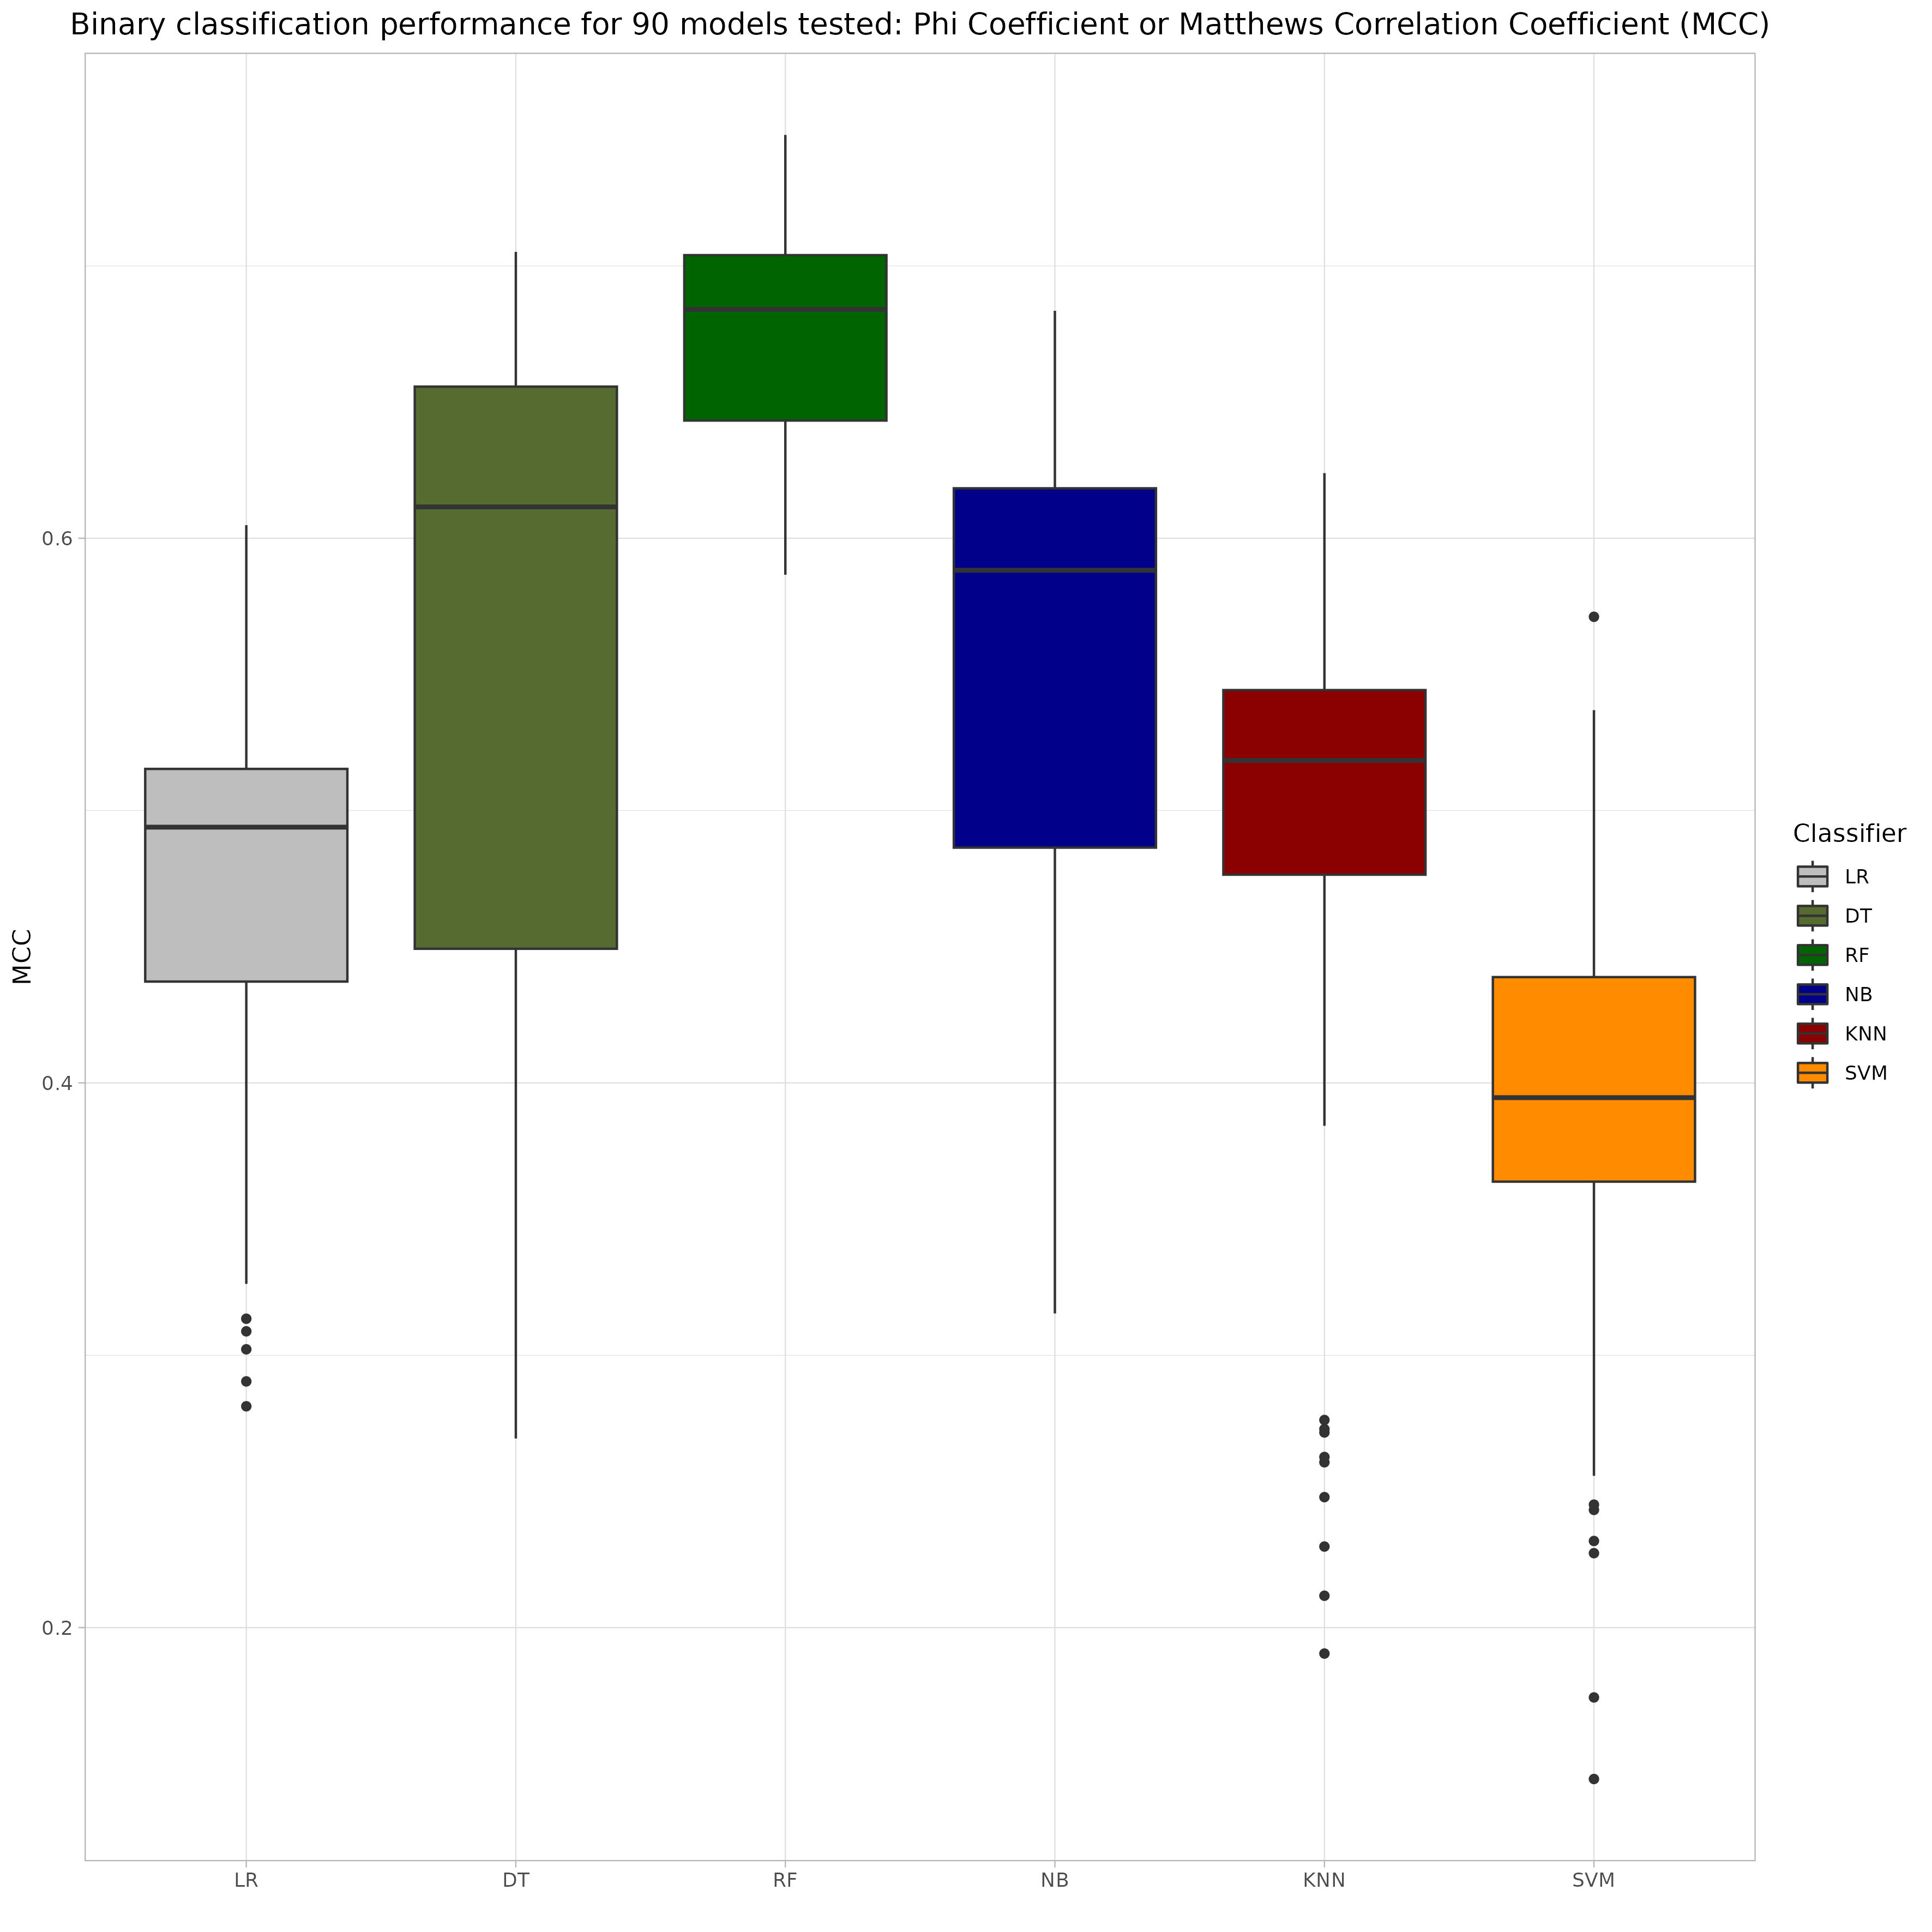 Binary classification performance for 90 models tested: Phi Coefficient or Matthews Correlation Coefficient (MCC)
MCC
0.6
0.4
0.2
LR DT RF NB KNN SVM
Classifier
LR
DT
RF
NB
KNN
SVM